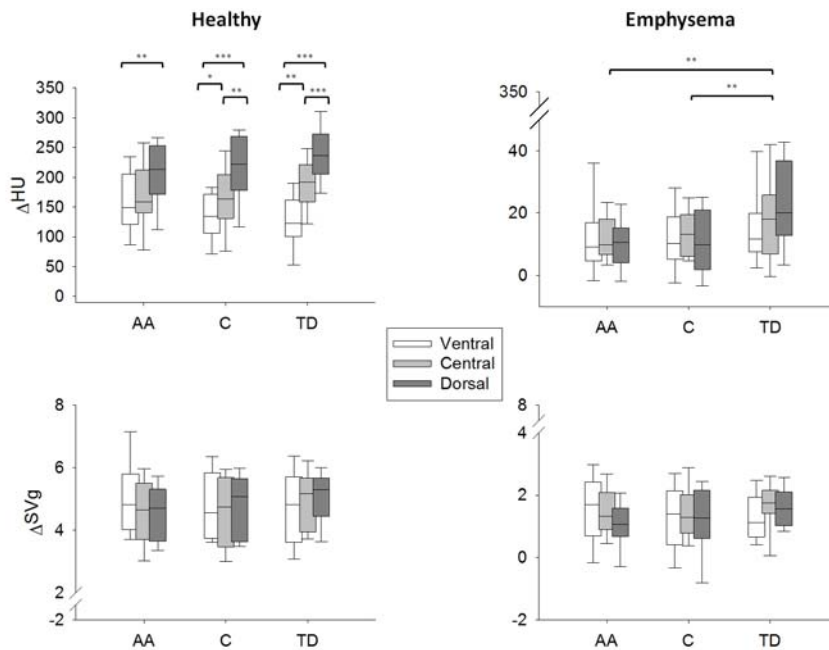 Healthy
Emphysema
** *** ***
* ** ** ***
350
300
250
200
150
100
50
0
ΔHU
AA C TD
**
**
350
40
20
0
AA C TD
Ventral
Central
Dorsal
8
6
4
2
-2
ΔSVg
AA C TD
8
4
2
0
-2
AA C TD